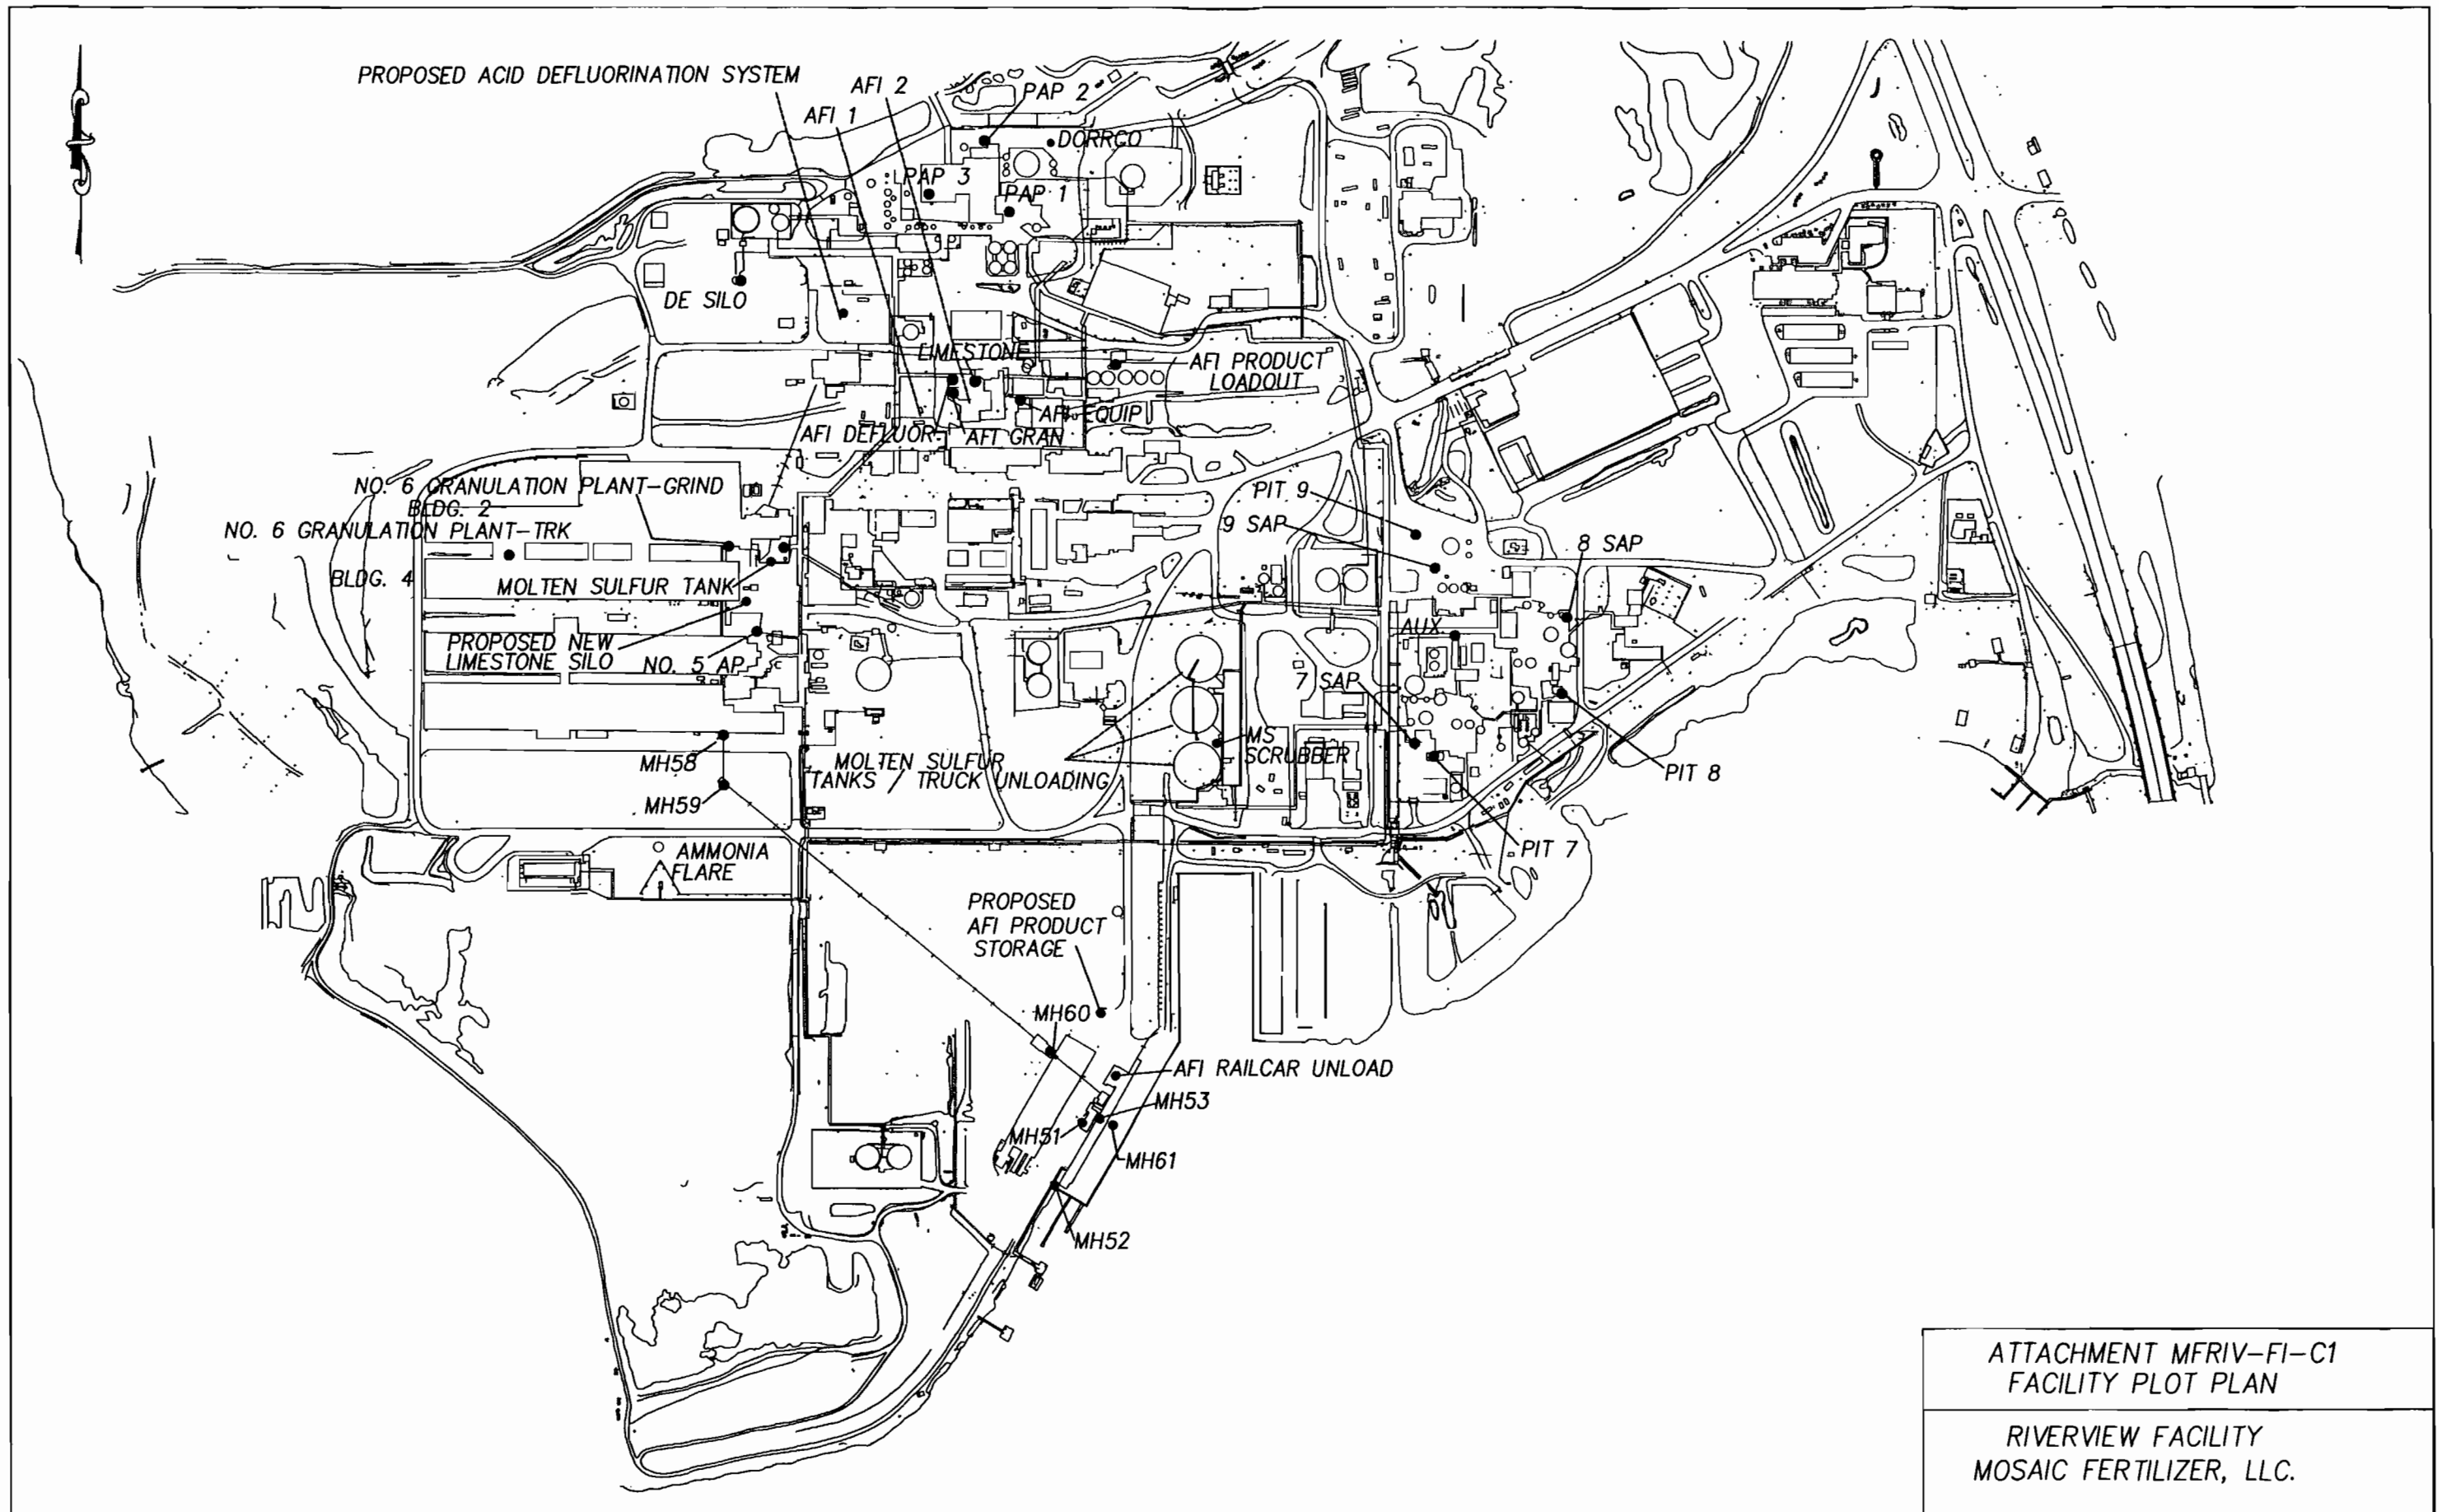 PROPOSED ACID DEFLUORINATION SYSTEM
AFI 2
AFI 1
PAP 2
DORRCO
PAP 3
PAP 1
DE SILO
LIMESTONE
AFI PRODUCT
LOADOUT
AFI EQUIP
AFI DEFLUOR.
AFI GRAN
NO. 6 GRANULATION PLANT-GRIND
BLDG. 2
NO. 6 GRANULATION PLANT-TRK
BLDG. 4
MOLTEN SULFUR TANK
PROPOSED NEW
LIMESTONE SILO
NO. 5 AP
PIT 9
9 SAP
8 SAP
AUX
7 SAP
MS
SCRUBBER
PIT 8
PIT 7
MH58
MH59
MOLTEN SULFUR
TANKS / TRUCK UNLOADING
AMMONIA
FLARE
PROPOSED
AFI PRODUCT
STORAGE
MH60
AFI RAILCAR UNLOAD
MH53
MH51
MH61
MH52
ATTACHMENT MFRIV-FI-C1
FACILITY PLOT PLAN
RIVERVIEW FACILITY
MOSAIC FERTILIZER, LLC.